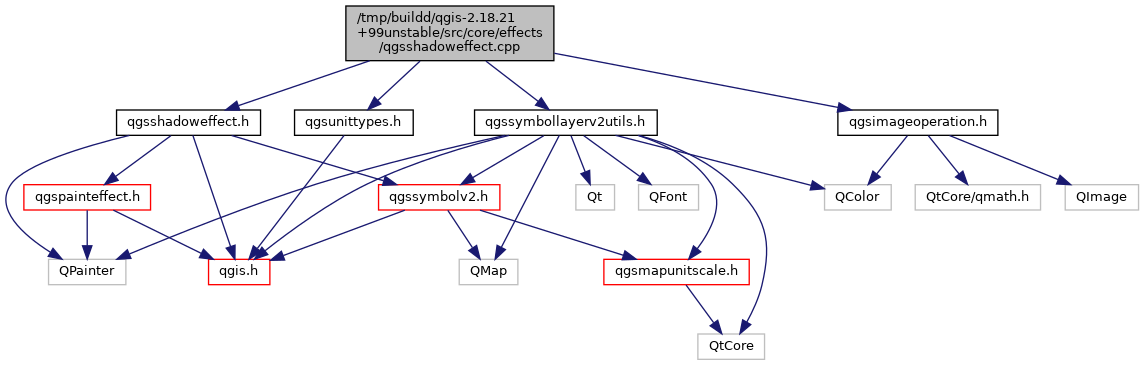 /tmp/buildd/qgis-2.18.21
+99unstable/src/core/effects
/qgsshadoweffect.cpp
qgsshadoweffect.h
qgsunittypes.h
qgssymbollayerv2utils.h
qgsimageoperation.h
qgspainteffect.h
qgssymbolv2.h
Qt
QFont
QColor
QtCore/qmath.h
QImage
QPainter
qgis.h
QMap
qgsmapunitscale.h
QtCore